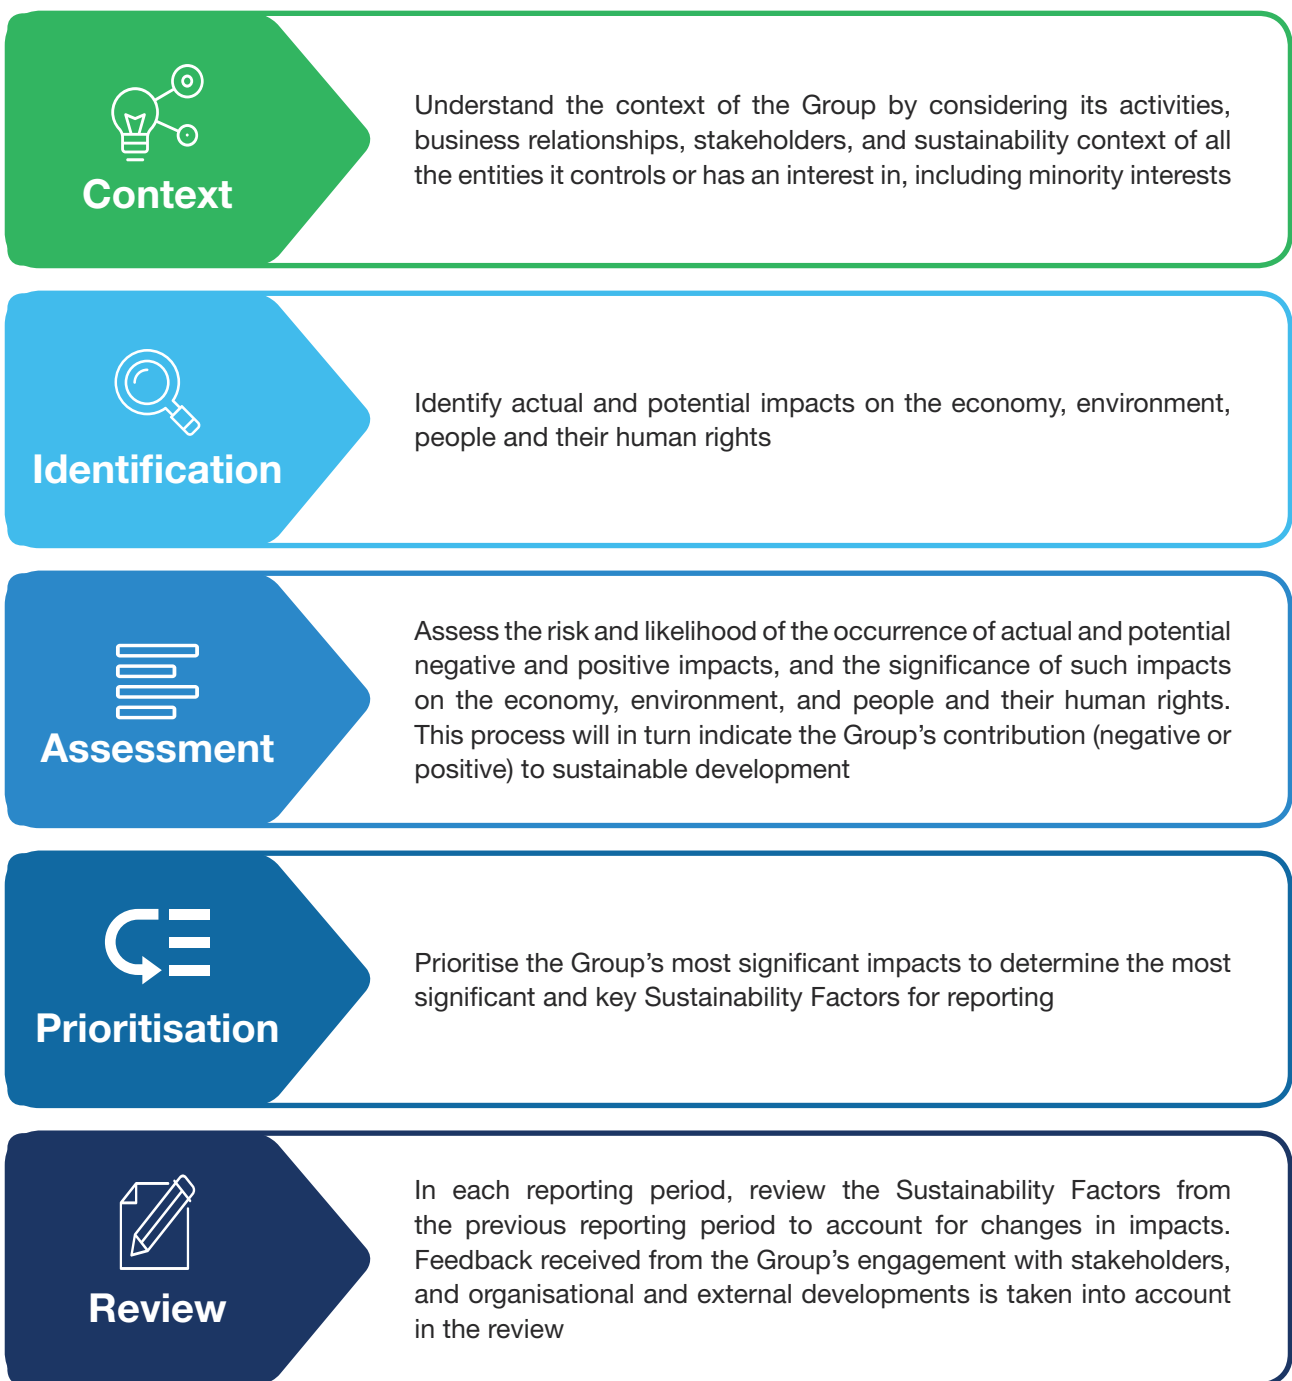 Context
Understand the context of the Group by considering its activities,
business relationships, stakeholders, and sustainability context of all
the entities it controls or has an interest in, including minority interests
Identification
Identify actual and potential impacts on the economy, environment,
people and their human rights
Assessment
Assess the risk and likelihood of the occurrence of actual and potential
negative and positive impacts, and the significance of such impacts
on the economy, environment, and people and their human rights.
This process will in turn indicate the Group’s contribution (negative or
positive) to sustainable development
Prioritisation
Prioritise the Group’s most significant impacts to determine the most
significant and key Sustainability Factors for reporting
Review
In each reporting period, review the Sustainability Factors from
the previous reporting period to account for changes in impacts.
Feedback received from the Group’s engagement with stakeholders,
and organisational and external developments is taken into account
in the review